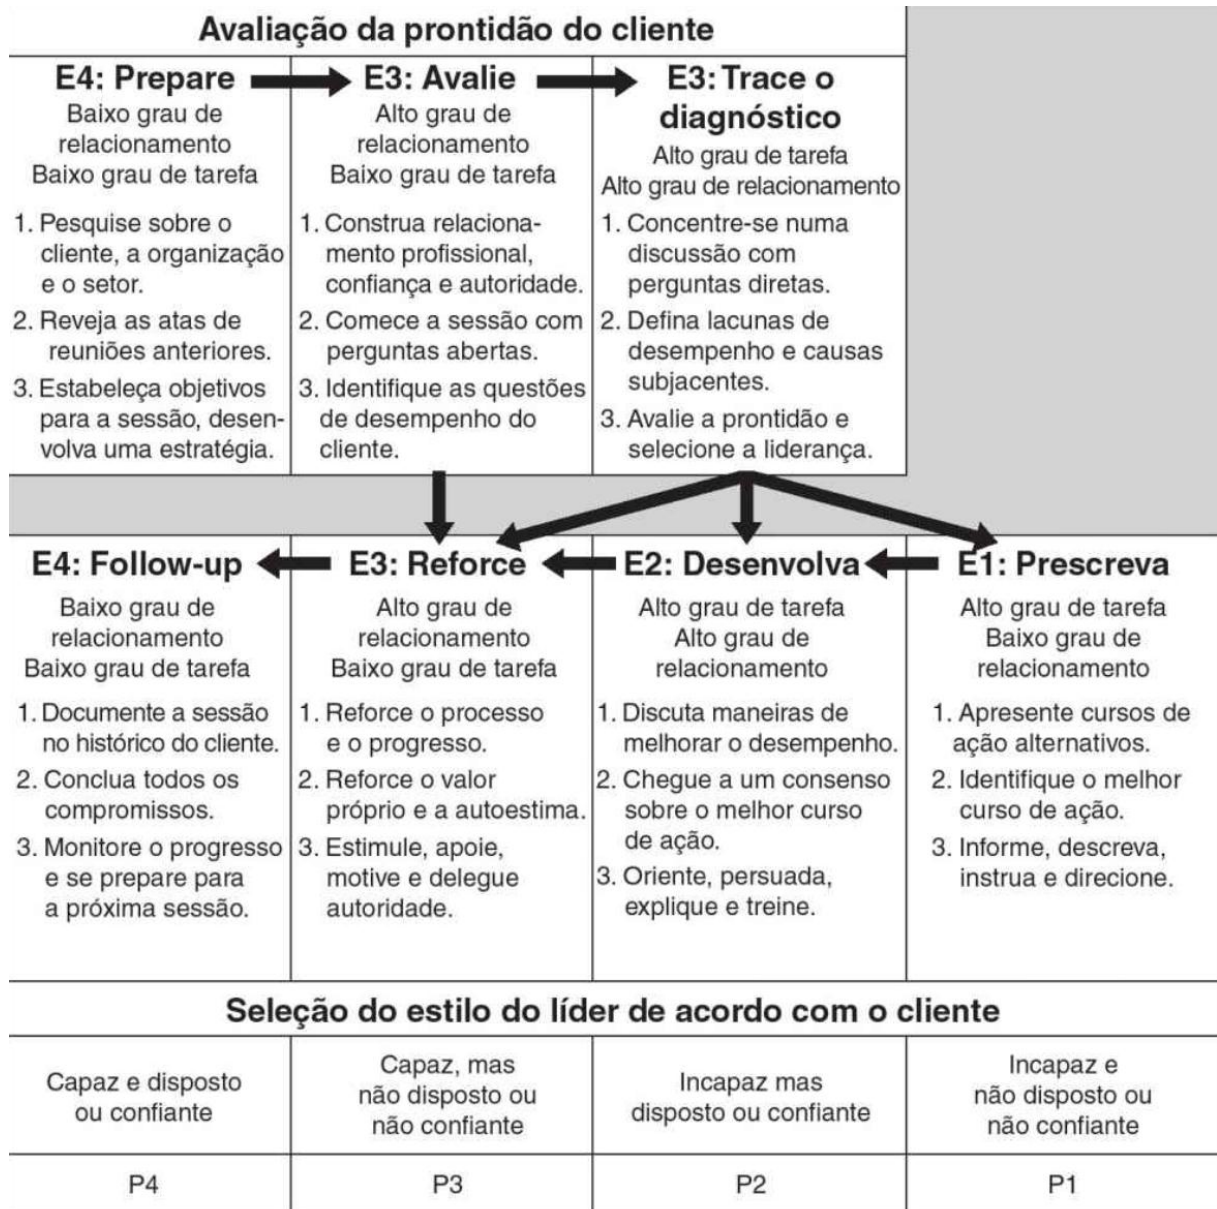 Avaliação da prontidão do cliente
E4: Prepare
Baixo grau de
relacionamento
Baixo grau de tarefa
1. Pesquise sobre o
cliente, a organização
e o setor.
2. Reveja as atas de
reuniões anteriores.
3. Estabeleça objetivos
para a sessão, desen-
volva uma estratégia.
E3: Avalie
Alto grau de
relacionamento
Baixo grau de tarefa
1. Construa relaciona-
mento profissional,
confiança e autoridade.
2. Comece a sessão com
perguntas abertas.
3. Identifique as questões
de desempenho do
cliente.
E3: Trace o
diagnóstico
Alto grau de tarefa
Alto grau de relacionamento
1. Concentre-se numa
discussão com
perguntas diretas.
2. Defina lacunas de
desempenho e causas
subjacentes.
3. Avalie a prontidão e
selecione a liderança.
E4: Follow-up
Baixo grau de
relacionamento
Baixo grau de tarefa
1. Documente a sessão
no histórico do cliente.
2. Conclua todos os
compromissos.
3. Monitore o progresso
e se prepare para
a próxima sessão.
E3: Reforce
Alto grau de
relacionamento
Baixo grau de tarefa
1. Reforce o processo
e o progresso.
2. Reforce o valor
próprio e a autoestima.
3. Estimule, apoie,
motive e delegue
autoridade.
E2: Desenvolva
Alto grau de tarefa
Alto grau de
relacionamento
1. Discuta maneiras de
melhorar o desempenho.
2. Chegue a um consenso
sobre o melhor curso
de ação.
3. Oriente, persuada,
explique e treine.
E1: Prescreva
Alto grau de tarefa
Baixo grau de
relacionamento
1. Apresente cursos de
ação alternativos.
2. Identifique o melhor
curso de ação.
3. Informe, descreva,
instrua e direcione.
Seleção do estilo do líder de acordo com o cliente
Capaz e disposto
ou confiante
Capaz, mas
não disposto ou
não confiante
Incapaz mas
disposto ou confiante
Incapaz e
não disposto ou
não confiante
P4
P3
P2
P1